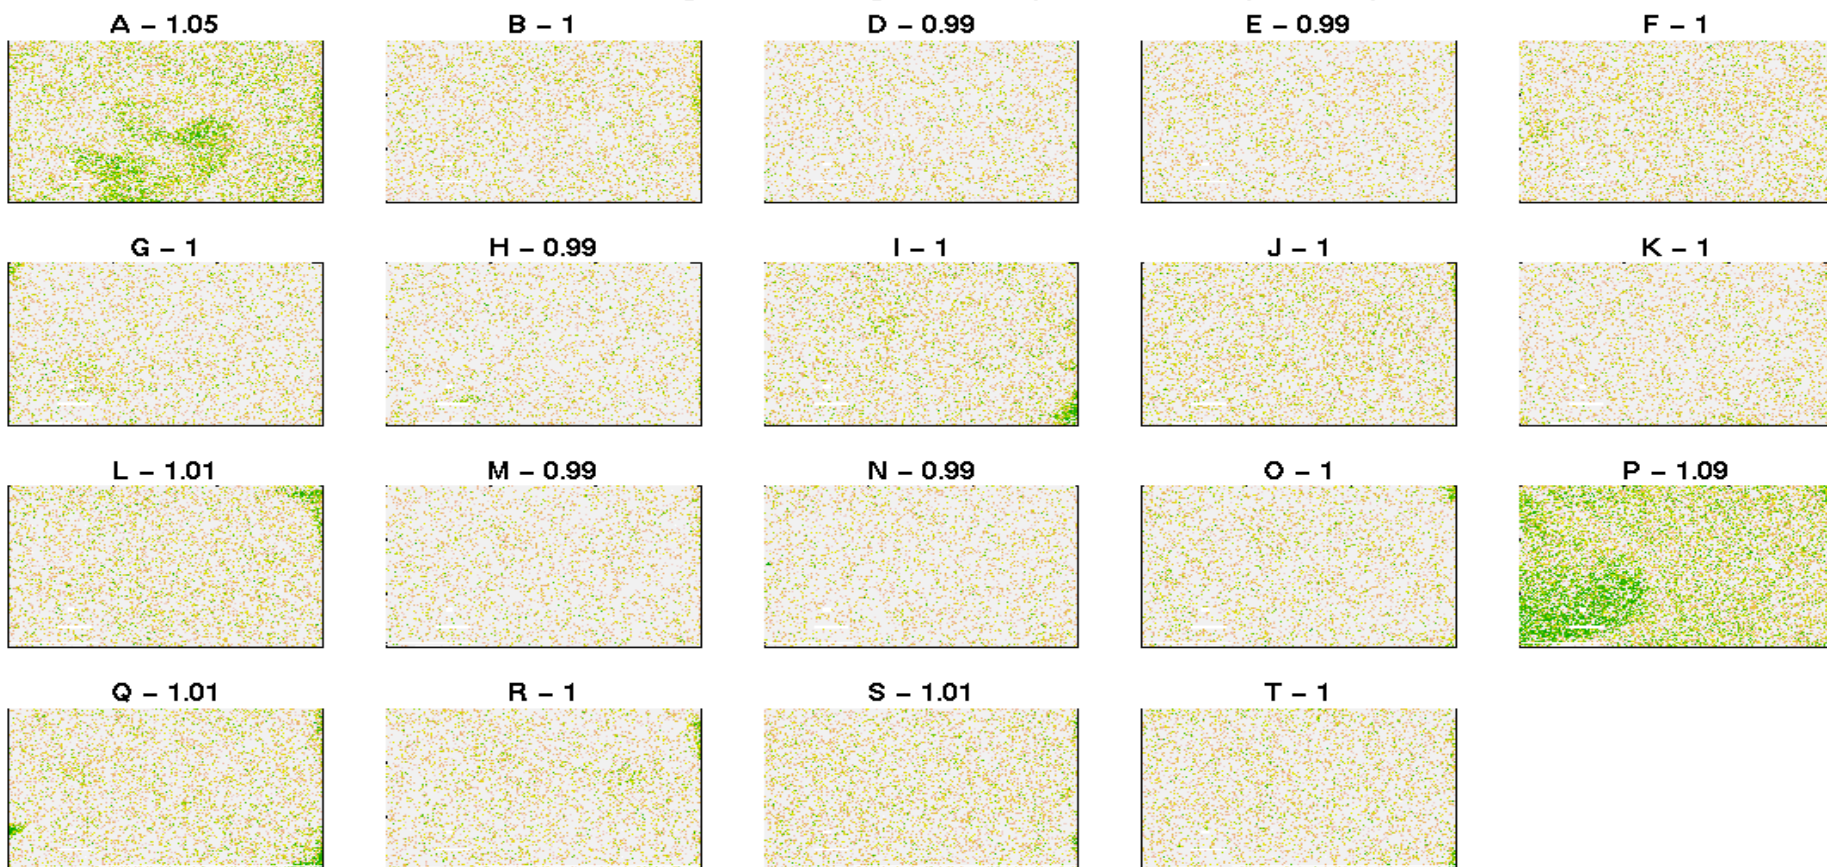 A – 1.05 B – 1 D – 0.99 E – 0.99 F – 1
G – 1 H – 0.99 I – 1 J – 1 K – 1
L – 1.01 M – 0.99 N – 0.99 O – 1 P – 1.09
Q – 1.01 R – 1 S – 1.01 T – 1